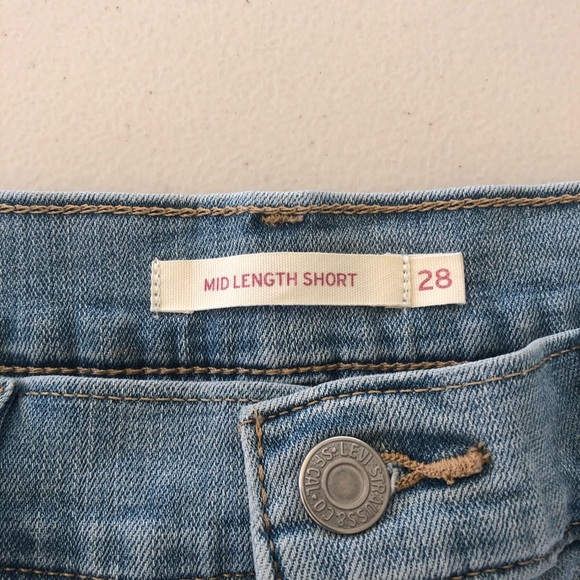 MID LENGTH SHORT
28
LEVI STRAUSS & CO
S.F. CAL